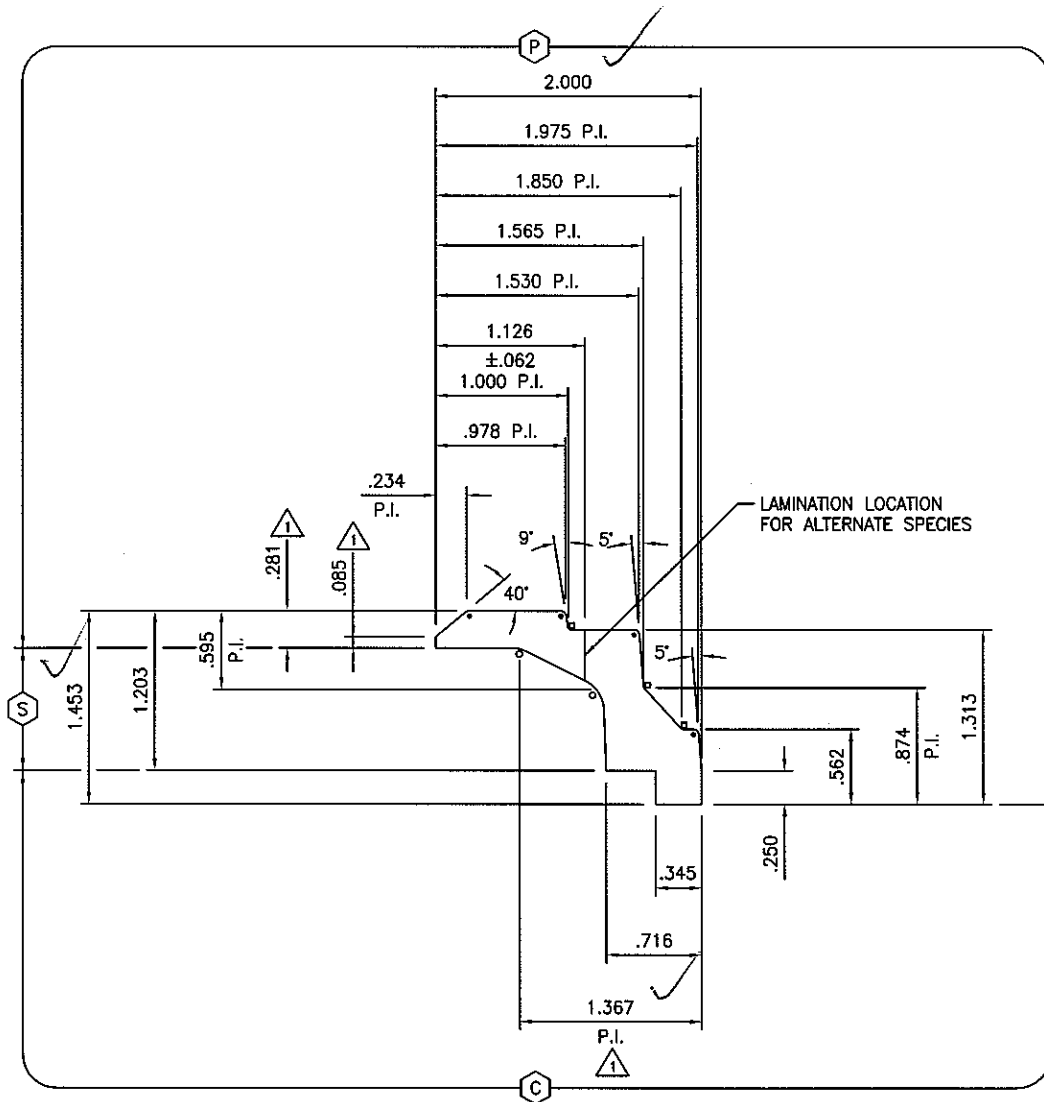 P
2.000
1.975 P.I.
1.850 P.I.
1.565 P.I.
1.530 P.I.
1.126
±.062
1.000 P.I.
.978 P.I.
.234
P.I.
LAMINATION LOCATION
FOR ALTERNATE SPECIES
1
1
.281
.085
9°
5°
40°
5°
S
1.453
1.203
.595
P.I.
.562
.874
P.I.
1.313
.250
.345
.716
1.367
P.I.
1
C